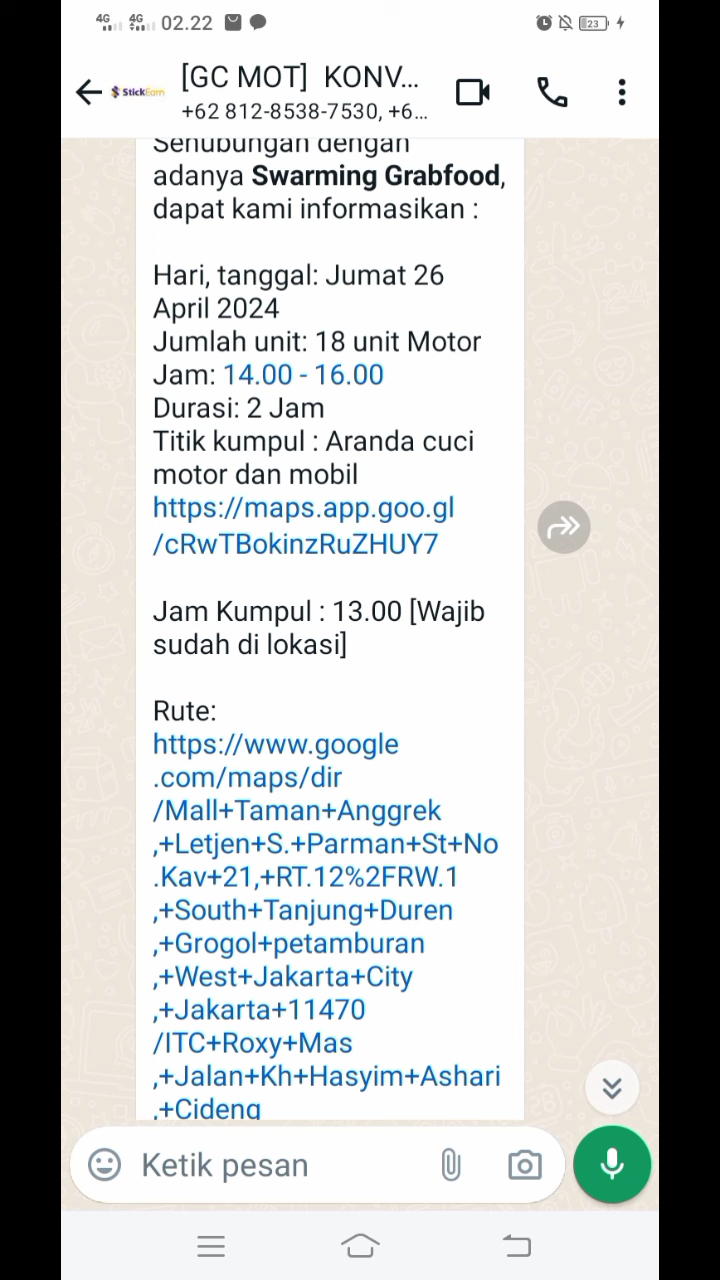 4G 4G 02.22 23
[GC MOT] KONV...
StickEarn
+62 812-8538-7530, +6...
Sehubungan dengan
adanya Swarming Grabfood,
dapat kami informasikan :
Hari, tanggal: Jumat 26
April 2024
Jumlah unit: 18 unit Motor
Jam: 14.00 - 16.00
Durasi: 2 Jam
Titik kumpul : Aranda cuci
motor dan mobil
https://maps.app.goo.gl
/cRwTBokinzRuZHUY7
Jam Kumpul : 13.00 [Wajib
sudah di lokasi]
Rute:
https://www.google
.com/maps/dir
/Mall+Taman+Anggrek
,+Letjen+S.+Parman+St+No
.Kav+21,+RT.12%2FRW.1
,+South+Tanjung+Duren
,+Grogol+petamburan
,+West+Jakarta+City
,+Jakarta+11470
/ITC+Roxy+Mas
,+Jalan+Kh+Hasyim+Ashari
,+Cideng
Ketik pesan